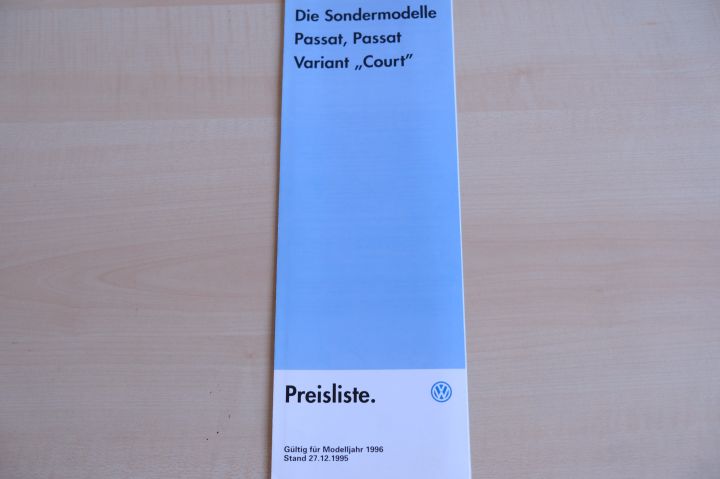 Die Sondermodelle
Passat, Passat
Variant „Court”
Preisliste.
Gültig für Modelljahr 1996
Stand 27.12.1995